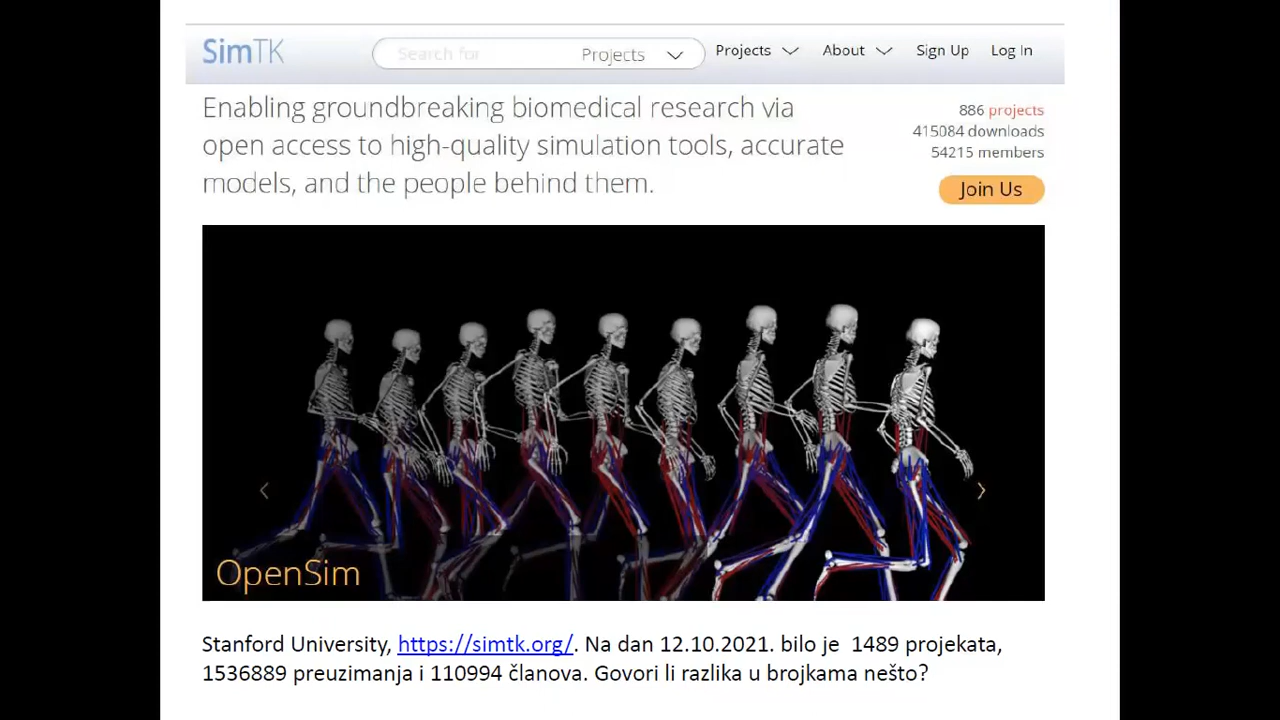 SimTK
Search for Projects
Projects About Sign Up Log In
Enabling groundbreaking biomedical research via
open access to high-quality simulation tools, accurate
models, and the people behind them.
886 projects
415084 downloads
54215 members
Join Us
OpenSim
Stanford University, https://simtk.org/. Na dan 12.10.2021. bilo je 1489 projekata,
1536889 preuzimanja i 110994 članova. Govori li razlika u brojkama nešto?